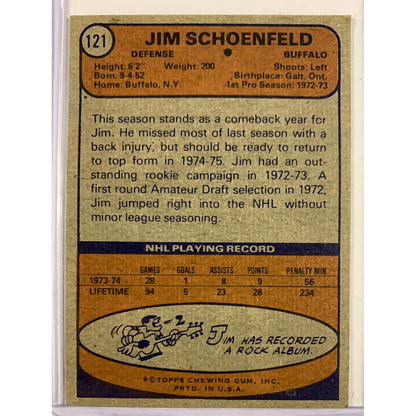 121 JIM SCHOENFELD
DEFENSE BUFFALO
Height: 6'2" Weight: 200 Shoots: Left
Born: 9-4-52 Birthplace: Galt, Ont.
Home: Buffalo, N.Y. 1st Pro Season: 1972-73
This season stands as a comeback year for
Jim. He missed most of last season with a
back injury, but should be ready to return
to top form in 1974-75. Jim had an out-
standing rookie campaign in 1972-73. A
first round Amateur Draft selection in 1972,
Jim jumped right into the NHL without
minor league seasoning.
NHL PLAYING RECORD
GAMES GOALS ASSISTS POINTS PENALTY MIN
1973-74 28 1 8 9 56
LIFETIME 94 5 23 28 234
JIM HAS RECORDED
A ROCK ALBUM.
*©TOPPS CHEWING GUM, INC.
PRTD. IN U.S.A.